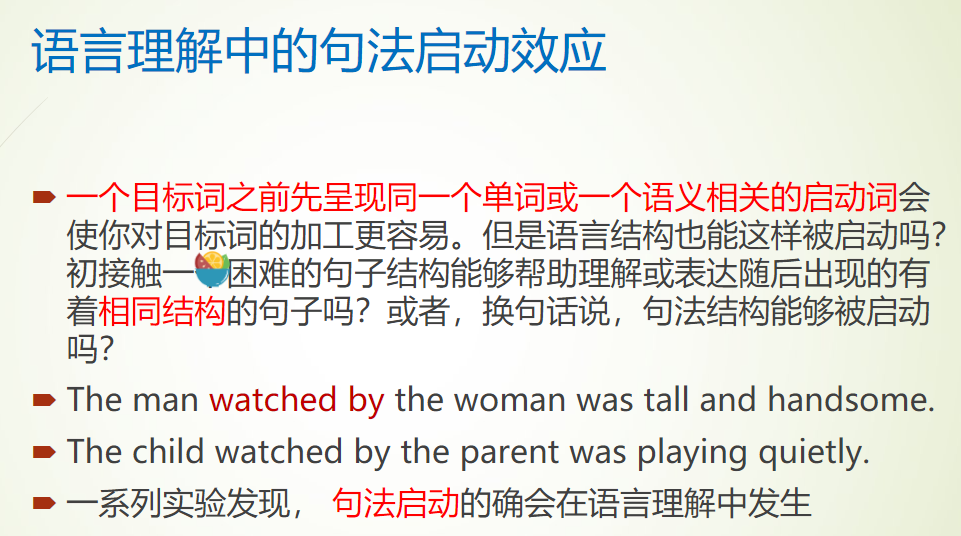 语言理解中的句法启动效应
一个目标词之前先呈现同一个单词或一个语义相关的启动词会
使你对目标词的加工更容易。但是语言结构也能这样被启动吗?
初接触一困难的句子结构能够帮助理解或表达随后出现的有
着相同结构的句子吗？或者，换句话说，句法结构能够被启动
吗？
The man watched by the woman was tall and handsome.
The child watched by the parent was playing quietly.
一系列实验发现， 句法启动的确会在语言理解中发生